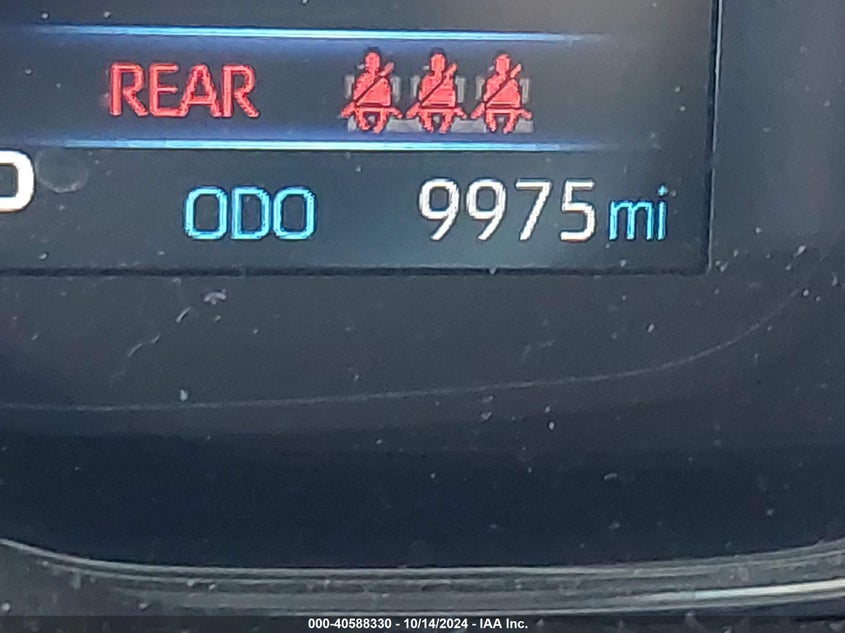 REAR
ODO 9975 mi
000-40588330 - 10/14/2024 - IAA Inc.